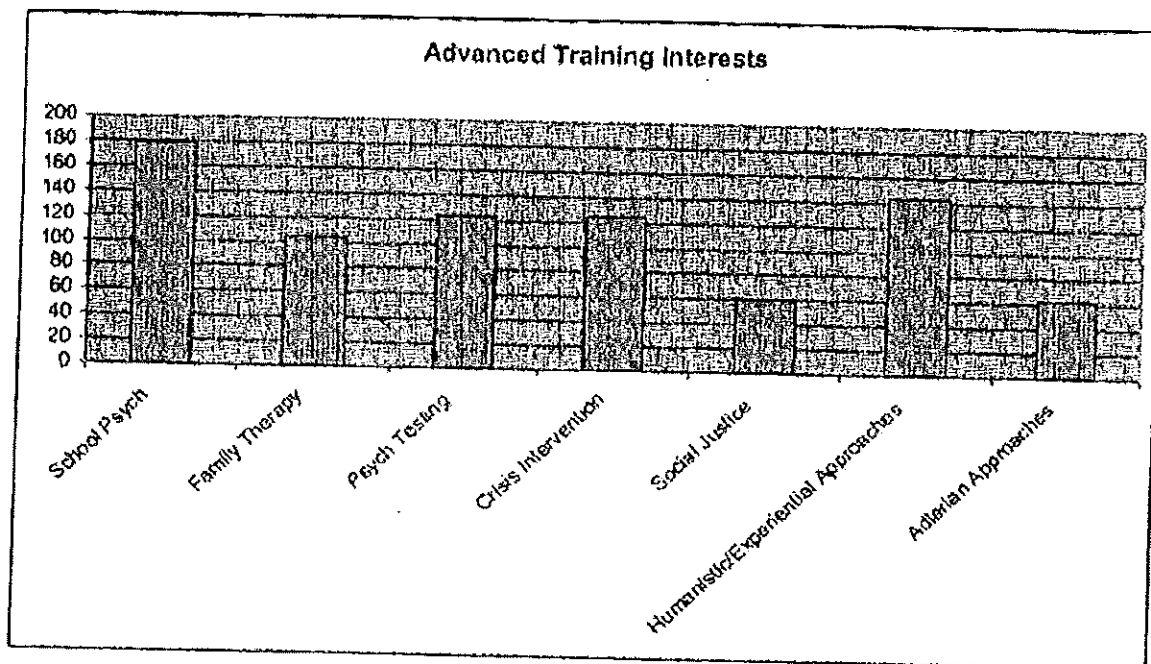 Advanced Training Interests
200
180
160
140
120
100
80
60
40
20
0
School Psych
Family Therapy
Psych Testing
Crisis Intervention
Social Justice
Humanistic/Experiential Approaches
Adlerian Approaches